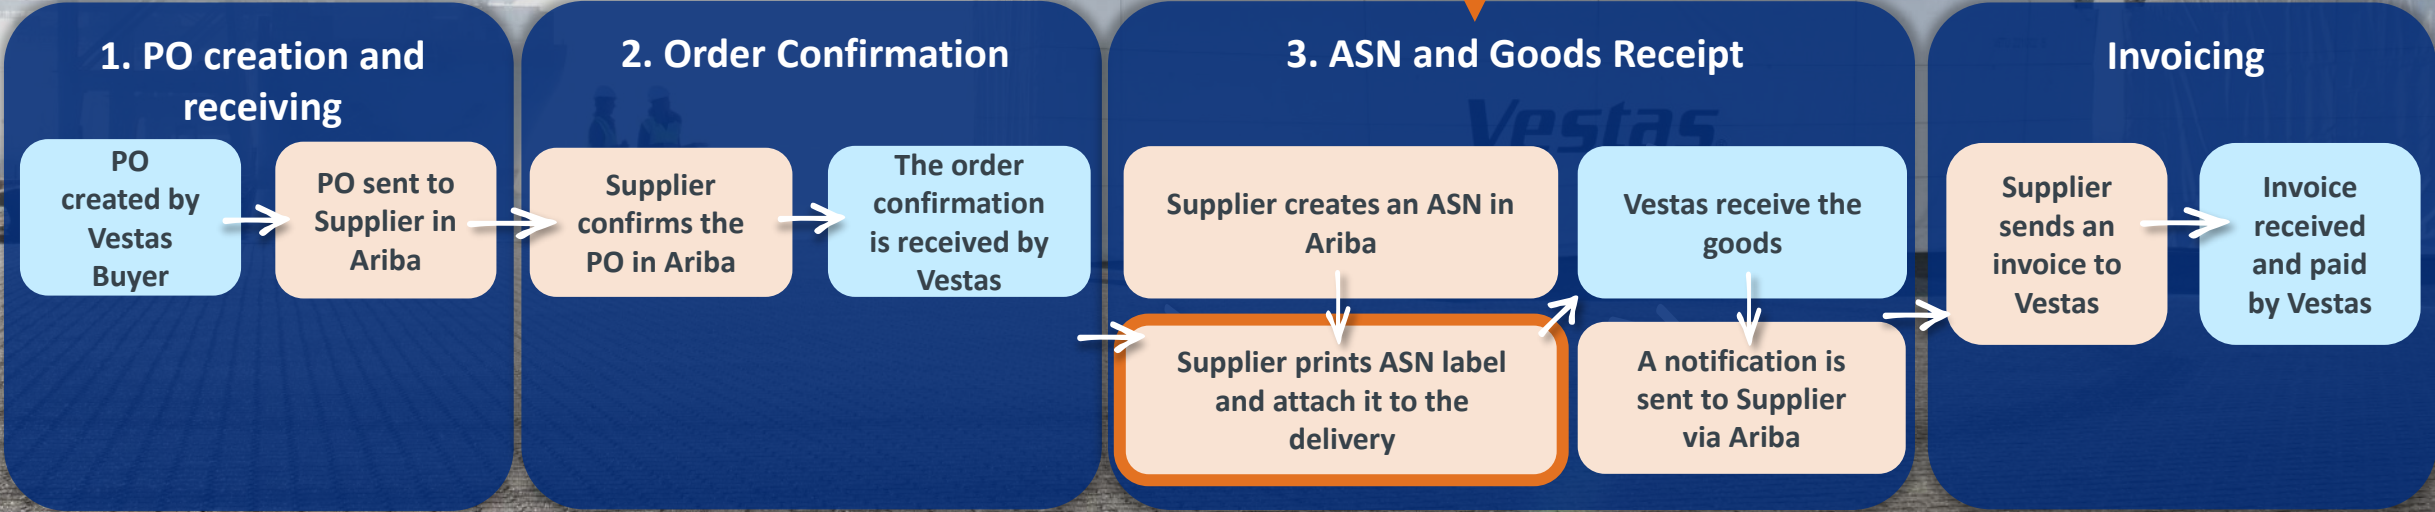 1. PO creation and
receiving
PO
created by
Vestas
Buyer
PO sent to
Supplier in
Ariba
2. Order Confirmation
Supplier
confirms the
PO in Ariba
The order
confirmation
is received by
Vestas
3. ASN and Goods Receipt
Vestas
Supplier creates an ASN in
Ariba
Supplier prints ASN label
and attach it to the
delivery
Vestas receive the
goods
A notification is
sent to Supplier
via Ariba
Invoicing
Supplier
sends an
invoice to
Vestas
Invoice
received
and paid
by Vestas